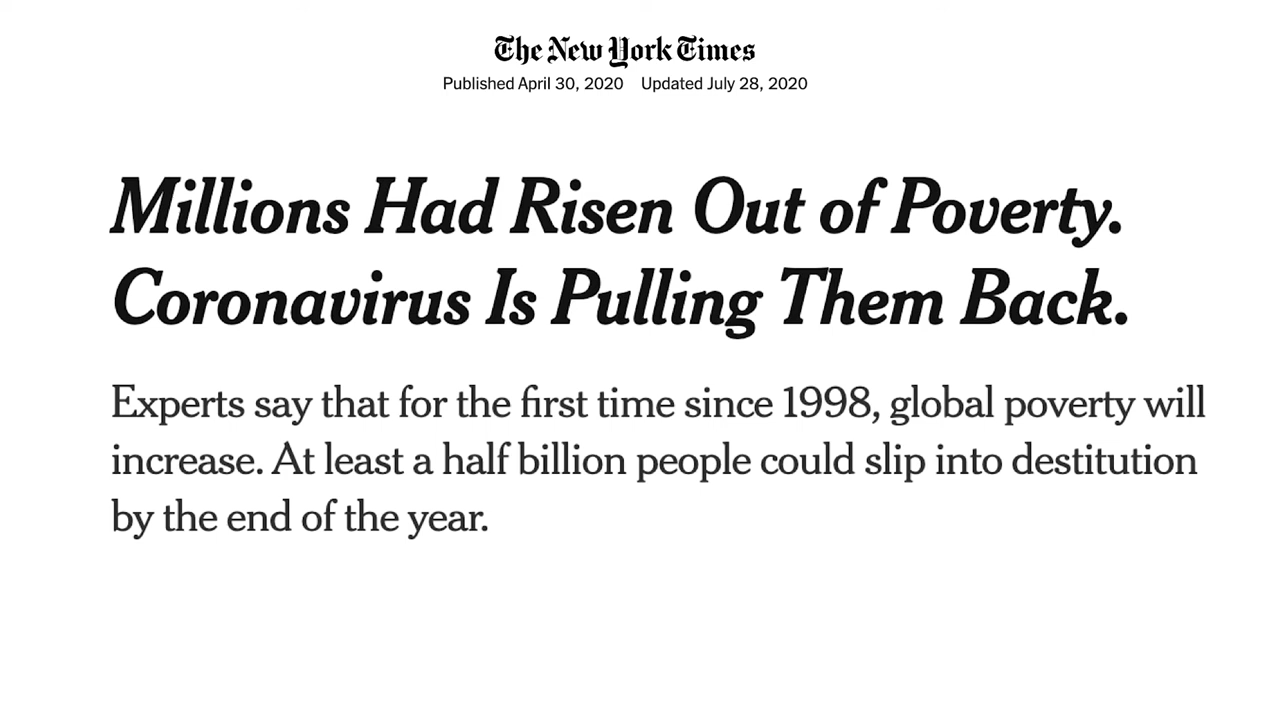 The New York Times
Published April 30, 2020 Updated July 28, 2020
Millions Had Risen Out of Poverty.
Coronavirus Is Pulling Them Back.
Experts say that for the first time since 1998, global poverty will
increase. At least a half billion people could slip into destitution
by the end of the year.